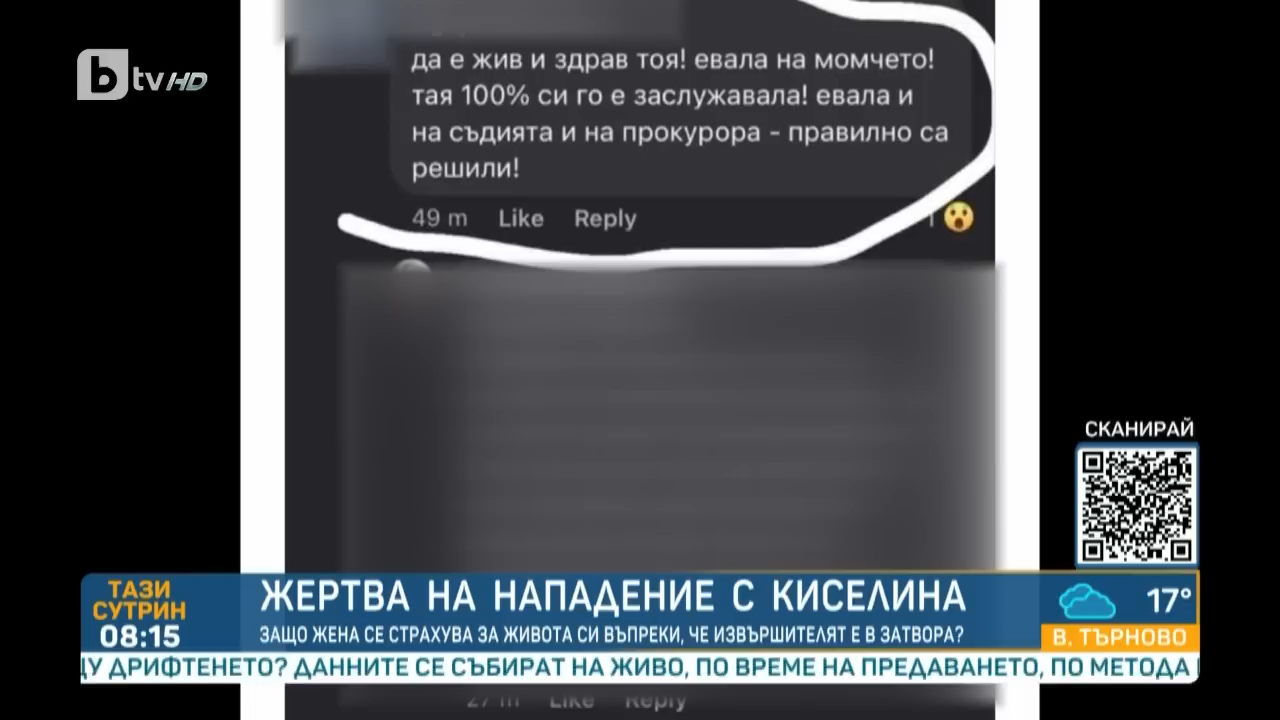 да е жив и здрав тоя! евала на момчето!
тая 100% си го е заслужавала! евала и
на съдията и на прокурора - правилно са
решили!
49 m Like Reply 1
btv HD
СКАНИРАЙ
ТАЗИ
СУТРИН
08:15
ЖЕРТВА НА НАПАДЕНИЕ С КИСЕЛИНА
ЗАЩО ЖЕНА СЕ СТРАХУВА ЗА ЖИВОТА СИ ВЪПРЕКИ, ЧЕ ИЗВЪРШИТЕЛЯТ Е В ЗАТВОРА?
17°
В. ТЪРНОВО
ДРИФТЕНЕТО? ДАННИТЕ СЕ СЪБИРАТ НА ЖИВО, ПО ВРЕМЕ НА ПРЕДАВАНЕТО, ПО МЕТОДА
27 m Like Reply